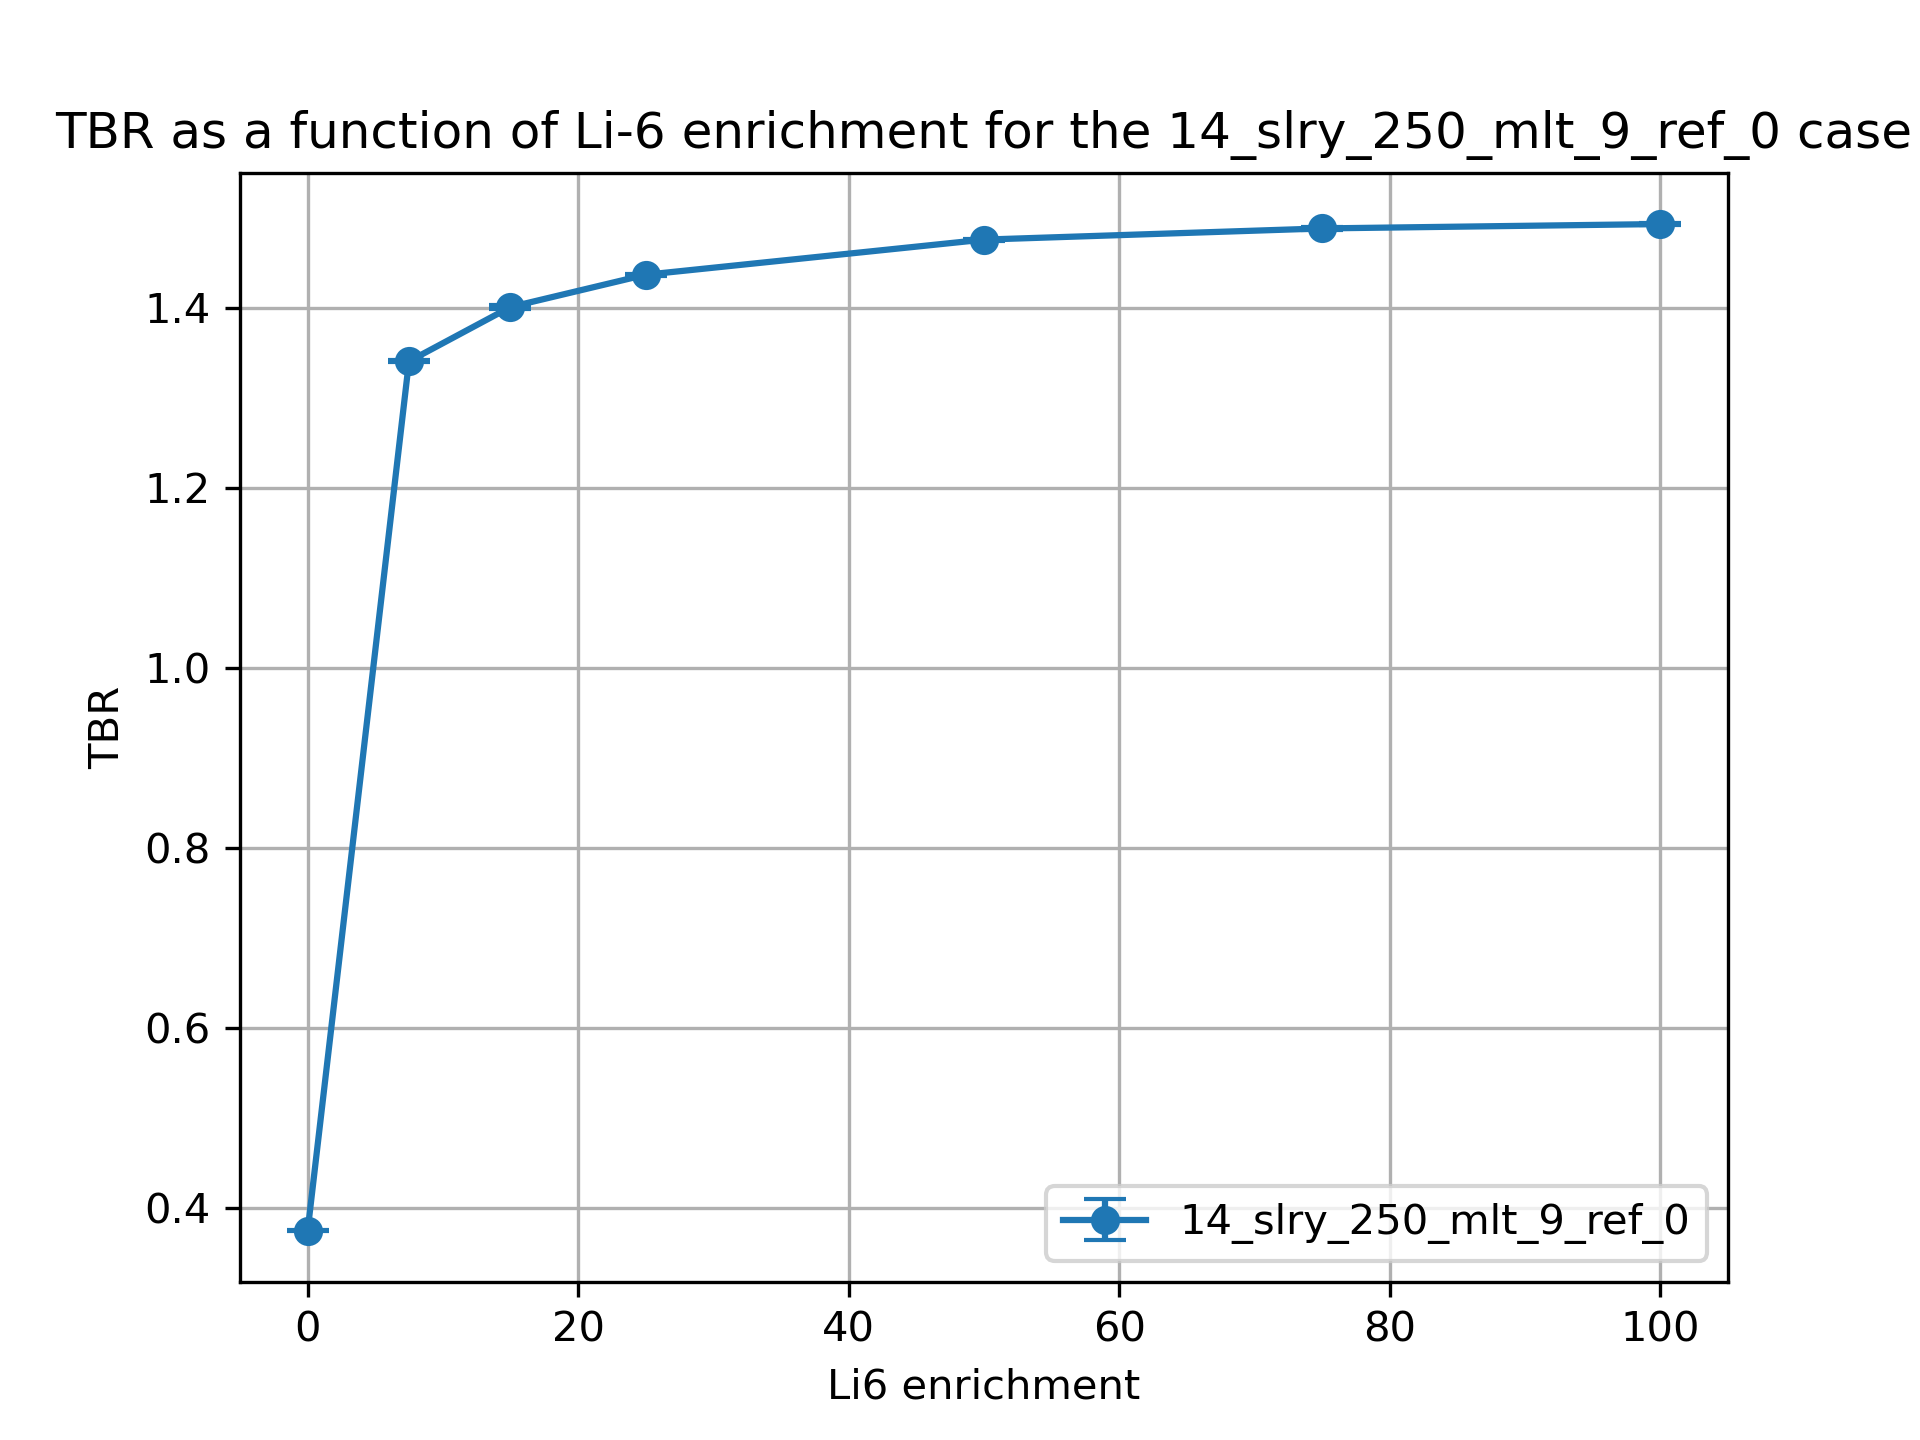 TBR as a function of Li-6 enrichment for the 14_slry_250_mlt_9_ref_0 case
1.4
1.2
1.0
0.8
0.6
0.4
TBR
14_slry_250_mlt_9_ref_0
0 20 40 60 80 100
Li6 enrichment